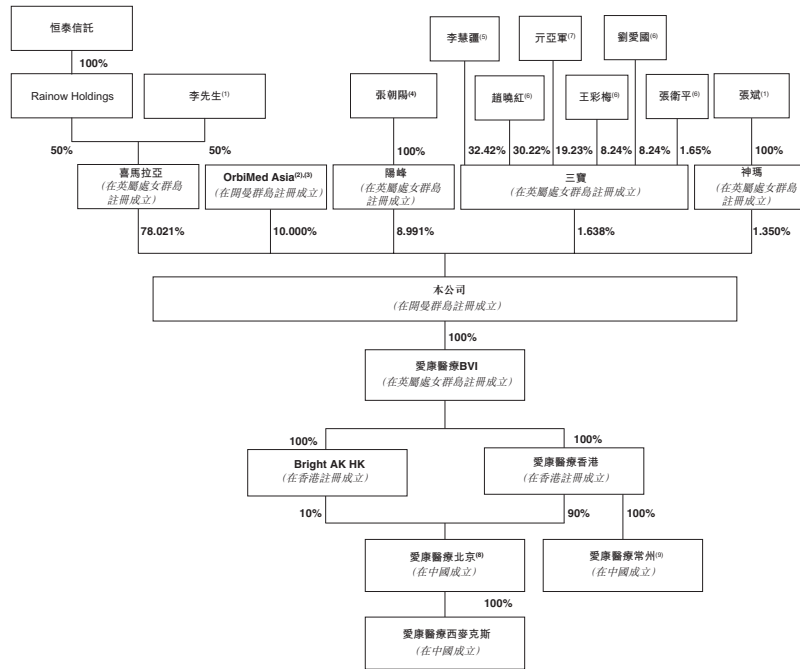 恒泰信託
100%
Rainow Holdings
李先生(1)
張朝陽(4)
李慧疆(5)
趙曉紅(6)
亓亞軍(7)
王彩梅(6)
劉愛國(6)
張衛平(6)
張斌(1)
50%
50%
100%
32.42%
30.22%
19.23%
8.24%
8.24%
1.65%
100%
喜馬拉亞
(在英屬處女群島
註冊成立)
OrbiMed Asia(2),(3)
(在開曼群島註冊成立)
陽峰
(在英屬處女群島
註冊成立)
三寶
(在英屬處女群島註冊成立)
神瑪
(在英屬處女群島
註冊成立)
78.021%
10.000%
8.991%
1.638%
1.350%
本公司
(在開曼群島註冊成立)
100%
愛康醫療BVI
(在英屬處女群島註冊成立)
100%
100%
Bright AK HK
(在香港註冊成立)
愛康醫療香港
(在香港註冊成立)
10%
90%
100%
愛康醫療北京(8)
(在中國成立)
愛康醫療常州(9)
(在中國成立)
100%
愛康醫療西麥克斯
(在中國成立)